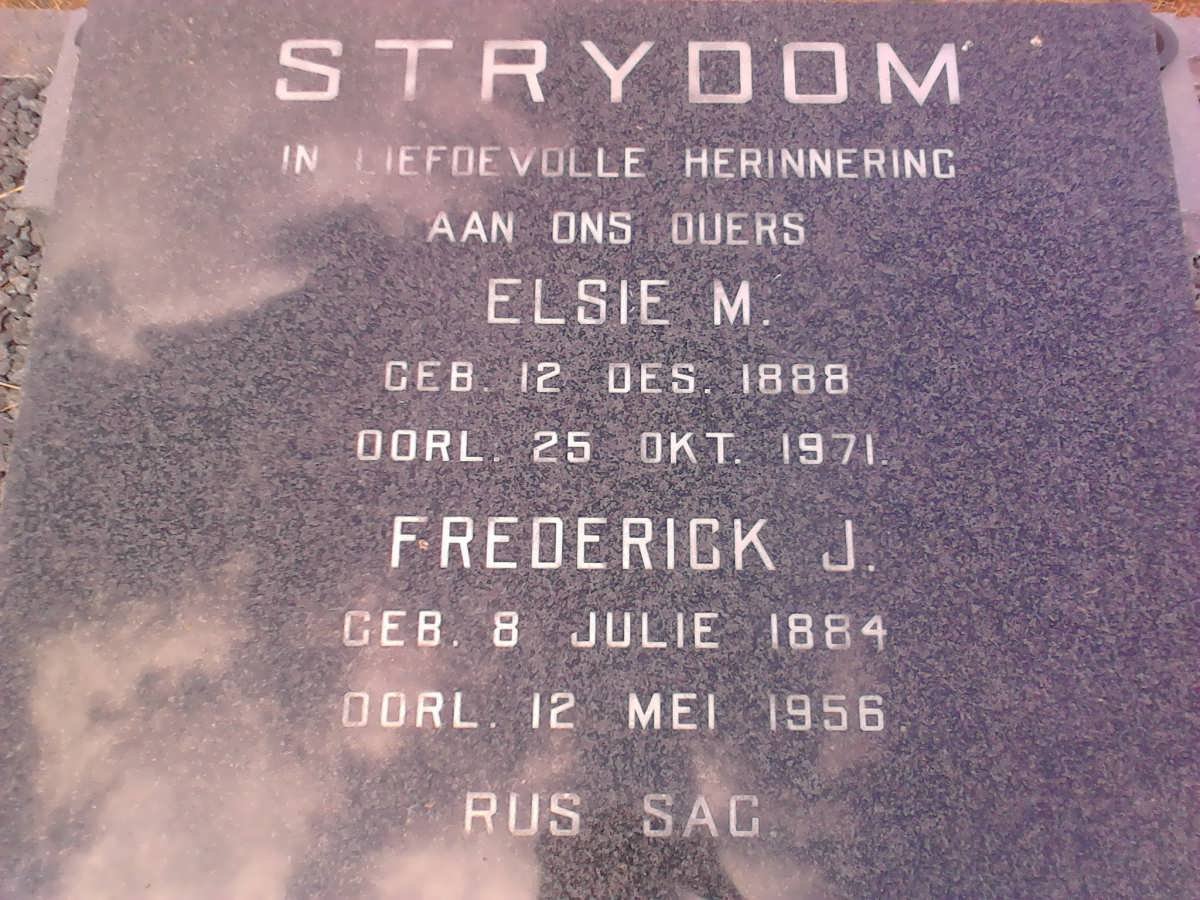 STRYDOM
IN LIEFDEVOLLE HERINNERING
AAN ONS OUERS
ELSIE M.
GEB. 12 DES. 1888
OORL. 25 OKT. 1971.
FREDERICK J.
GEB. 8 JULIE 1884
OORL. 12 MEI 1956
RUS SAG.